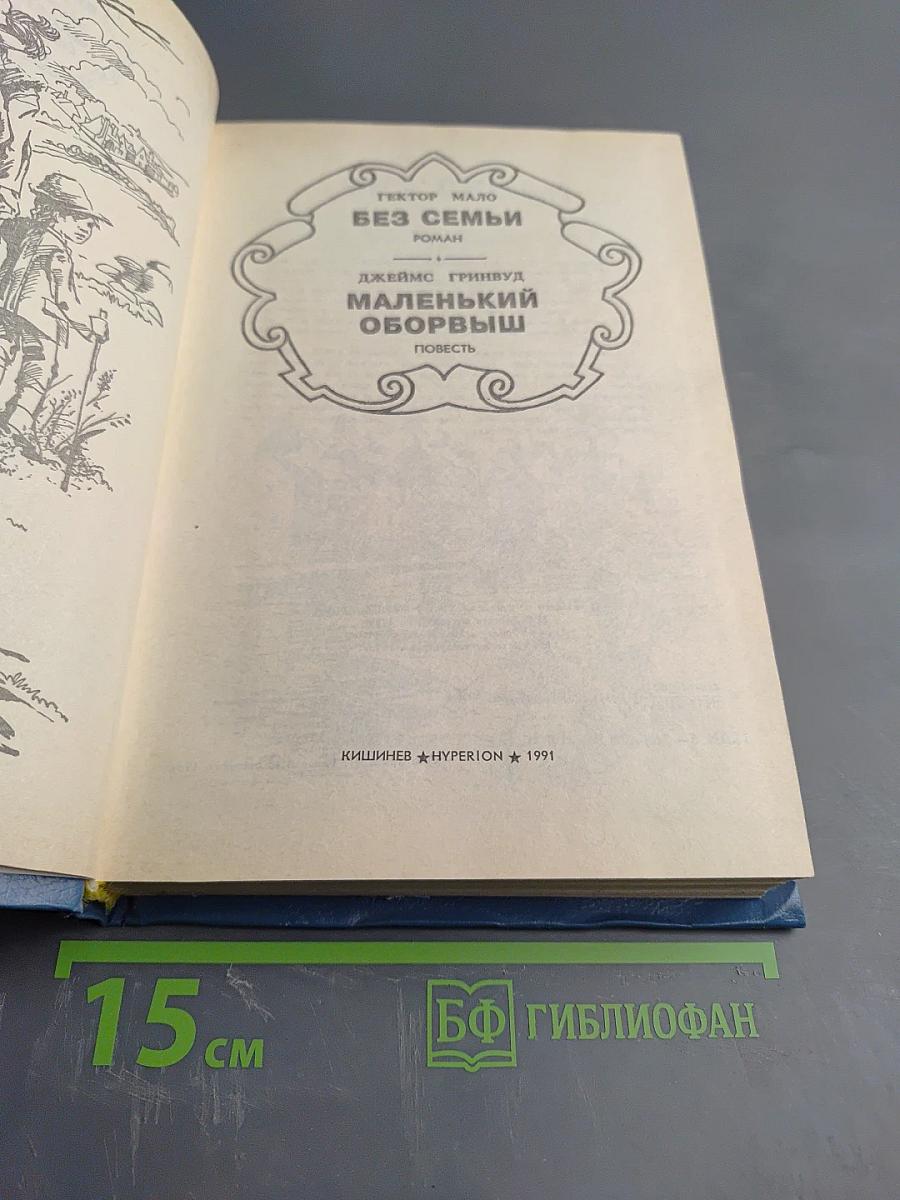 ГЕКТОР МАЛО
БЕЗ СЕМЬИ
РОМАН
ДЖЕЙМС ГРИНВУД
МАЛЕНЬКИЙ
ОБОРВЫШ
ПОВЕСТЬ
КИШИНЕВ ★ HYPERION ★ 1991
15 см
БФ ГИБЛИОФАН